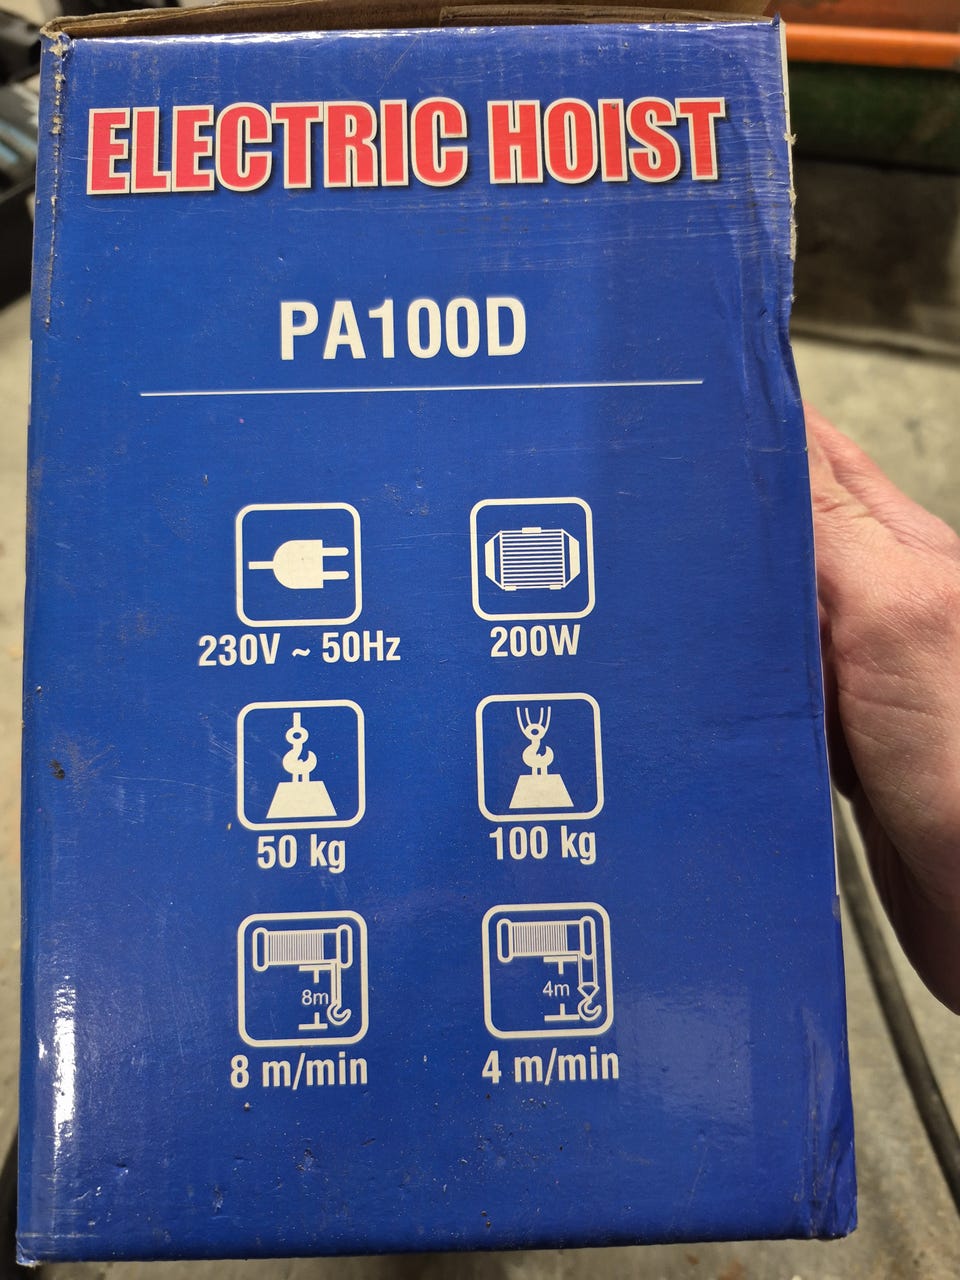 ELECTRIC HOIST
PA100D
230V ~ 50Hz
200W
50 kg
100 kg
8m
4m
8 m/min
4 m/min